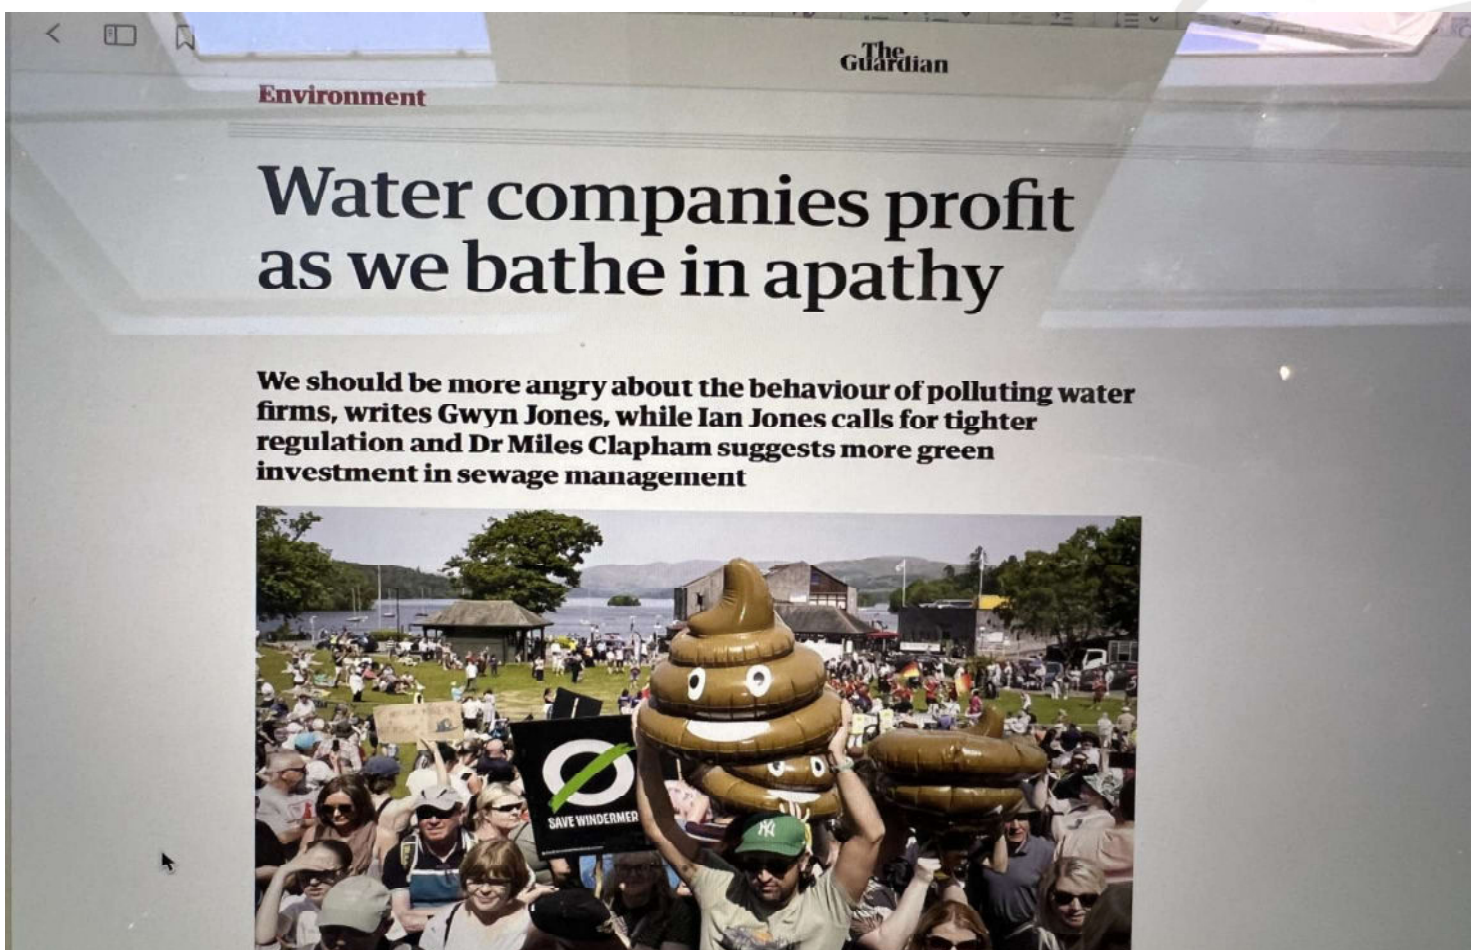 The
Guardian
Environment
Water companies profit
as we bathe in apathy
We should be more angry about the behaviour of polluting water
firms, writes Gwyn Jones, while Ian Jones calls for tighter
regulation and Dr Miles Clapham suggests more green
investment in sewage management
NY
SAVE WINDERMER